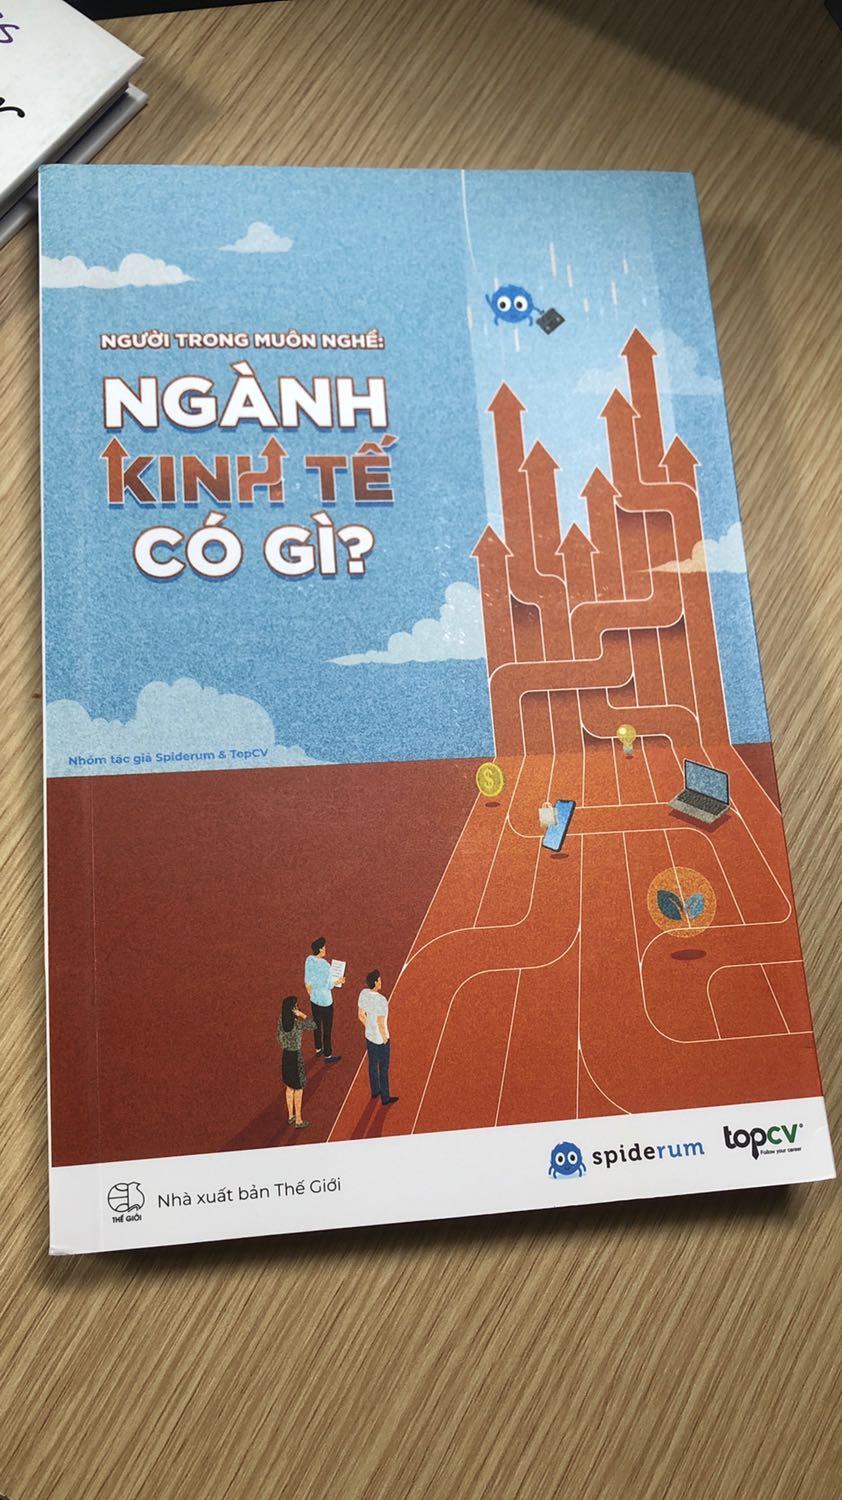 NGƯỜI TRONG MUÔN NGHỀ:
NGÀNH
KINH TẾ
CÓ GÌ?
Nhóm tác giả Spiderum & TopCV
$
THẾ GIỚI
Nhà xuất bản Thế Giới
spiderum
topCV®
Follow your career